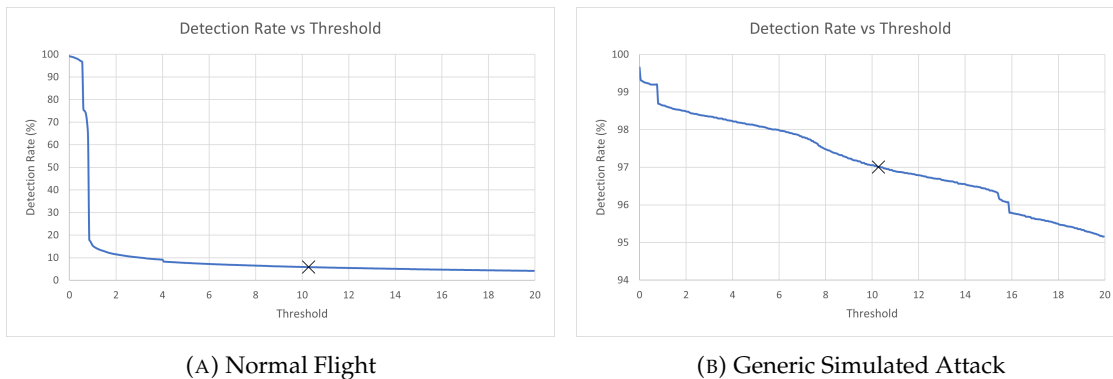 Detection Rate vs Threshold
100
90
80
70
60
50
40
30
20
10
0
Detection Rate (%)
0 2 4 6 8 10 12 14 16 18 20
Threshold
(A) Normal Flight
Detection Rate vs Threshold
100
99
98
97
96
95
94
Detection Rate (%)
0 2 4 6 8 10 12 14 16 18 20
Threshold
(B) Generic Simulated Attack